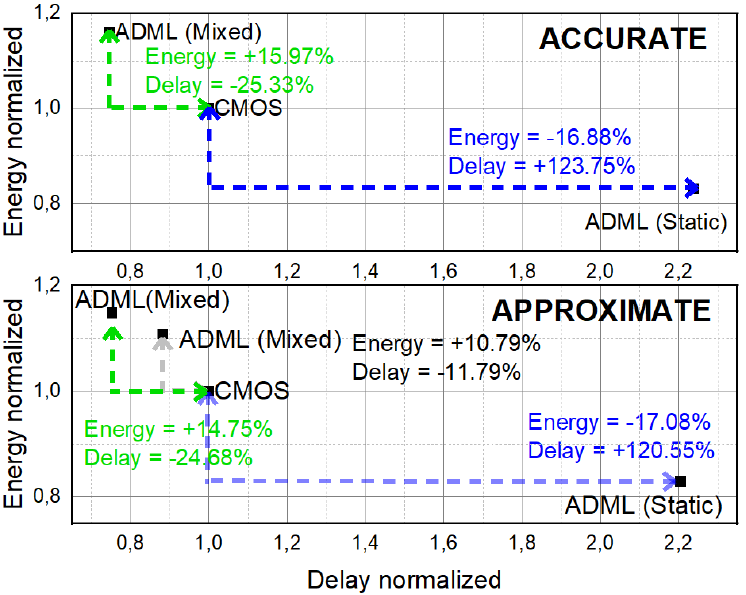 1,2
ADML (Mixed)
ACCURATE
Energy = +15.97%
Delay = -25.33%
1,0
CMOS
Energy = -16.88%
Delay = +123.75%
0,8
ADML (Static)
Energy normalized
0,8 1,0 1,2 1,4 1,6 1,8 2,0 2,2
1,2
ADML(Mixed)
APPROXIMATE
ADML (Mixed)
Energy = +10.79%
Delay = -11.79%
1,0
CMOS
Energy = +14.75%
Delay = -24.68%
Energy = -17.08%
Delay = +120.55%
0,8
ADML (Static)
Energy normalized
0,8 1,0 1,2 1,4 1,6 1,8 2,0 2,2
Delay normalized